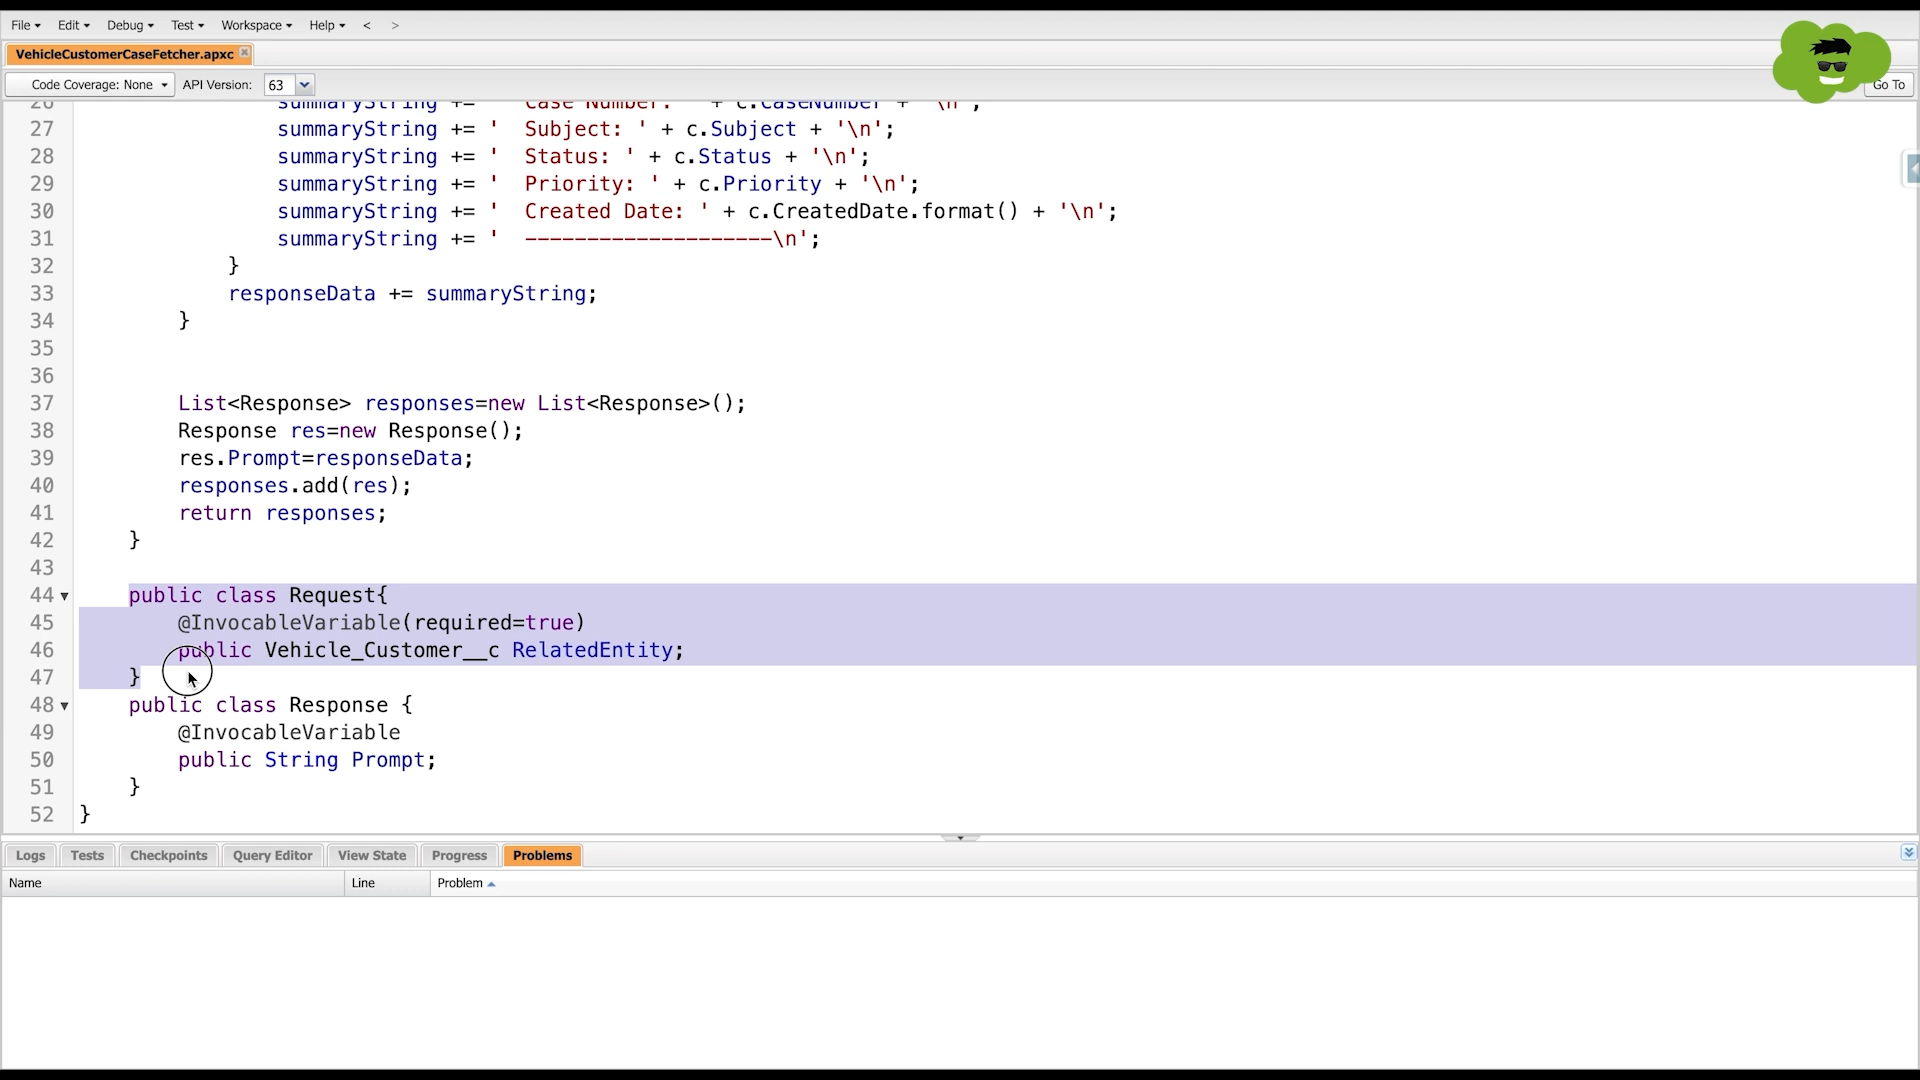 File Edit Debug Test Workspace Help < >
VehicleCustomerCaseFetcher.apxc
Code Coverage: None API Version: 63 Go To
26 summaryString += ' Case Number: ' + c.CaseNumber + '\n';
27 summaryString += ' Subject: ' + c.Subject + '\n';
28 summaryString += ' Status: ' + c.Status + '\n';
29 summaryString += ' Priority: ' + c.Priority + '\n';
30 summaryString += ' Created Date: ' + c.CreatedDate.format() + '\n';
31 summaryString += ' --------------------\n';
32 }
33 responseData += summaryString;
34 }
35
36
37 List<Response> responses=new List<Response>();
38 Response res=new Response();
39 res.Prompt=responseData;
40 responses.add(res);
41 return responses;
42 }
43
44 public class Request{
45 @InvocableVariable(required=true)
46 public Vehicle_Customer__c RelatedEntity;
47 }
48 public class Response {
49 @InvocableVariable
50 public String Prompt;
51 }
52 }
Logs Tests Checkpoints Query Editor View State Progress Problems
Name Line Problem